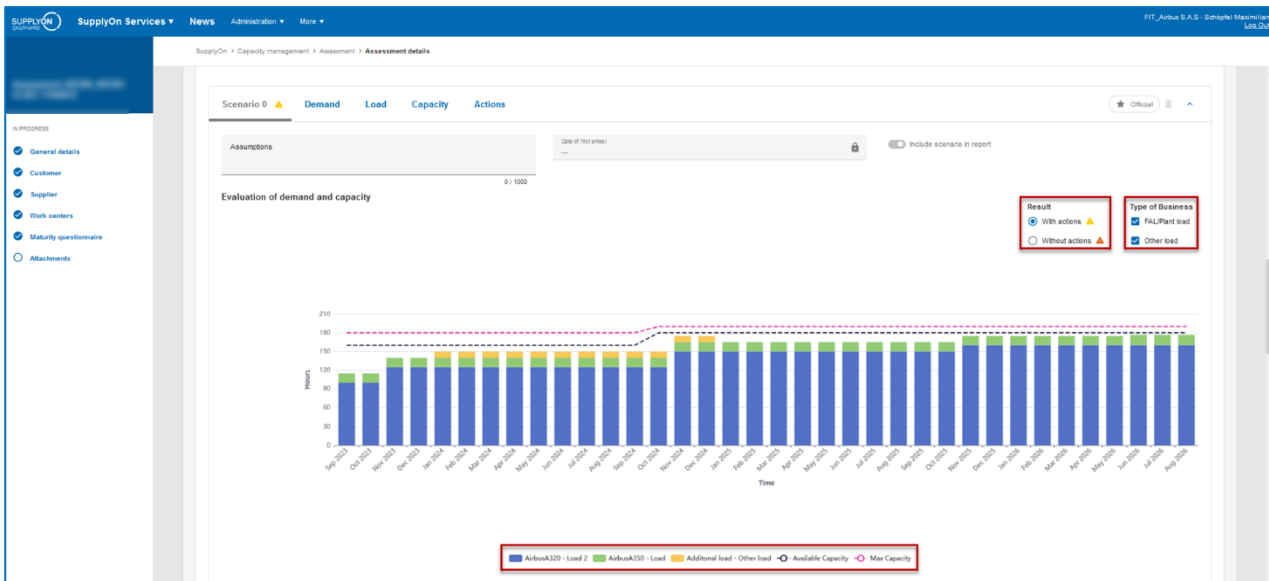 SUPPLYON
SupplyOn Services ▾ News Administration ▾ More ▾
FIT_Airbus S.A.S - Schöpfel Maximilian
Log Out
SupplyOn > Capacity management > Assessment > Assessment details
IN PROGRESS
General details
Customer
Supplier
Work centers
Maturity questionnaire
Attachments
Scenario 0 Demand Load Capacity Actions
Official
Assumptions
0 / 1000
Date of first order
—
Include scenario in report
Evaluation of demand and capacity
Result
With actions
Without actions
Type of Business
FAL/Plant load
Other load
Hours
210
180
150
120
90
60
30
0
Sep 2023 Oct 2023 Nov 2023 Dec 2023 Jan 2024 Feb 2024 Mar 2024 Apr 2024 May 2024 Jun 2024 Jul 2024 Aug 2024 Sep 2024 Oct 2024 Nov 2024 Dec 2024 Jan 2025 Feb 2025 Mar 2025 Apr 2025 May 2025 Jun 2025 Jul 2025 Aug 2025 Sep 2025 Oct 2025 Nov 2025 Dec 2025 Jan 2026 Feb 2026 Mar 2026 Apr 2026 May 2026 Jun 2026 Jul 2026 Aug 2026
Time
AirbusA320 - Load 2 AirbusA350 - Load Additonal load - Other load Available Capacity Max Capacity